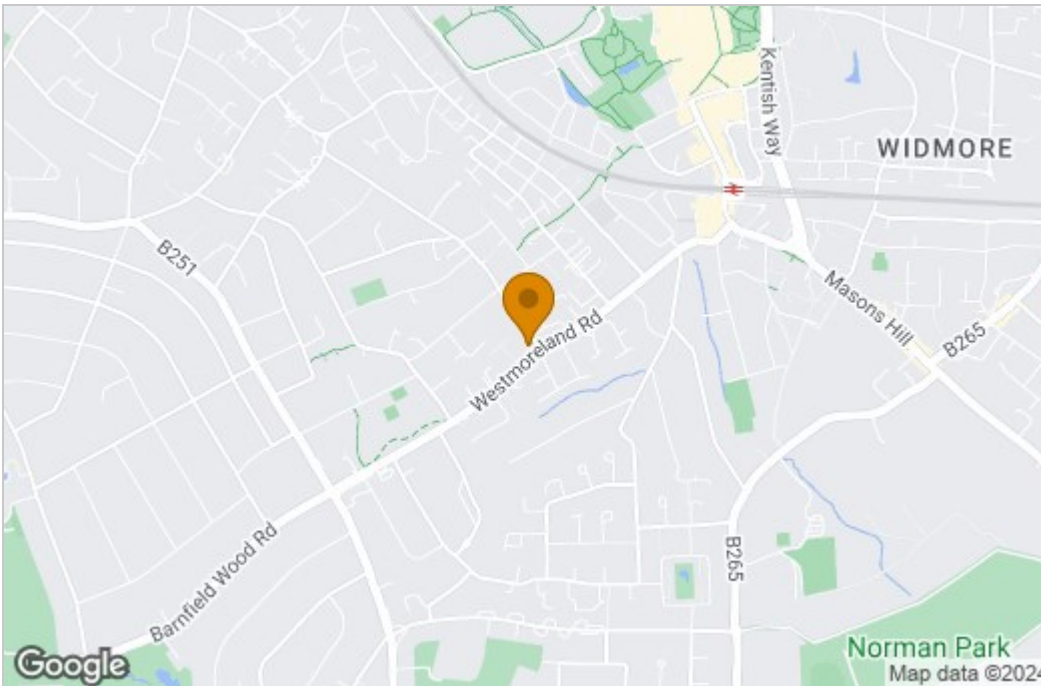 Kentish Way
WIDMORE
B251
Masons Hill
B265
Westmoreland Rd
B265
Barnfield Wood Rd
Norman Park
Google
Map data ©2024